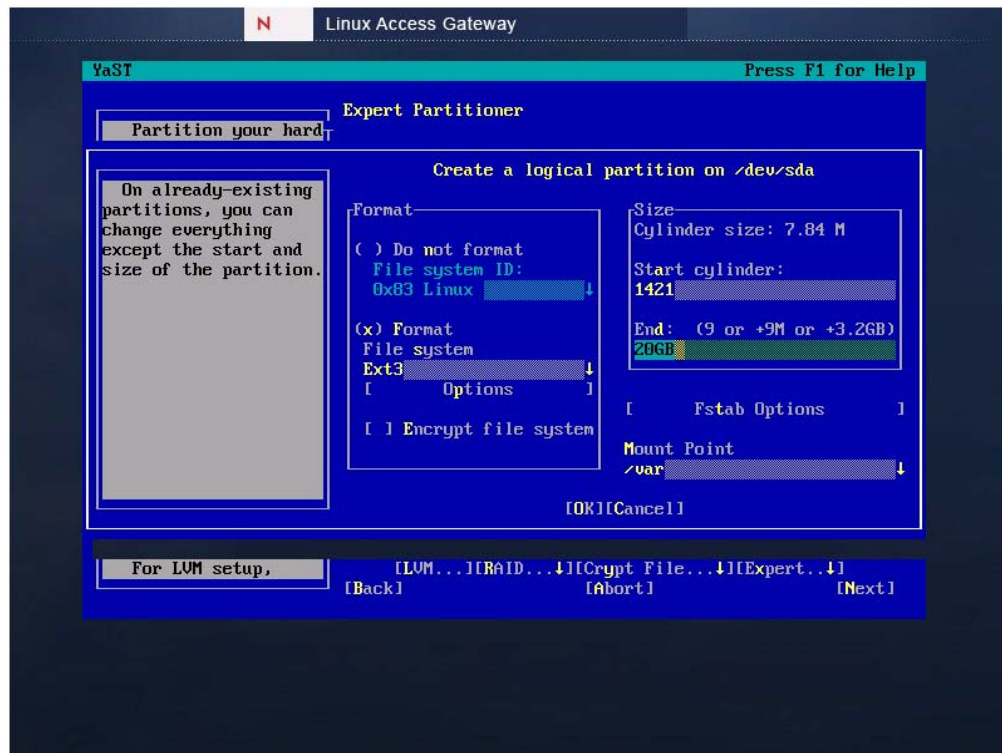 N Linux Access Gateway
YaST Press F1 for Help
Expert Partitioner
Partition your hard
Create a logical partition on /dev/sda
On already-existing
partitions, you can
change everything
except the start and
size of the partition.
Format
( ) Do not format
File system ID:
0x83 Linux
(x) Format
File system
Ext3
[ Options ]
[ ] Encrypt file system
Size
Cylinder size: 7.84 M
Start cylinder:
1421
End: (9 or +9M or +3.2GB)
20GB
[ Fstab Options ]
Mount Point
/var
[OK][Cancel]
For LVM setup,
[LVM...][RAID...↓][Crypt File...↓][Expert..↓]
[Back] [Abort] [Next]